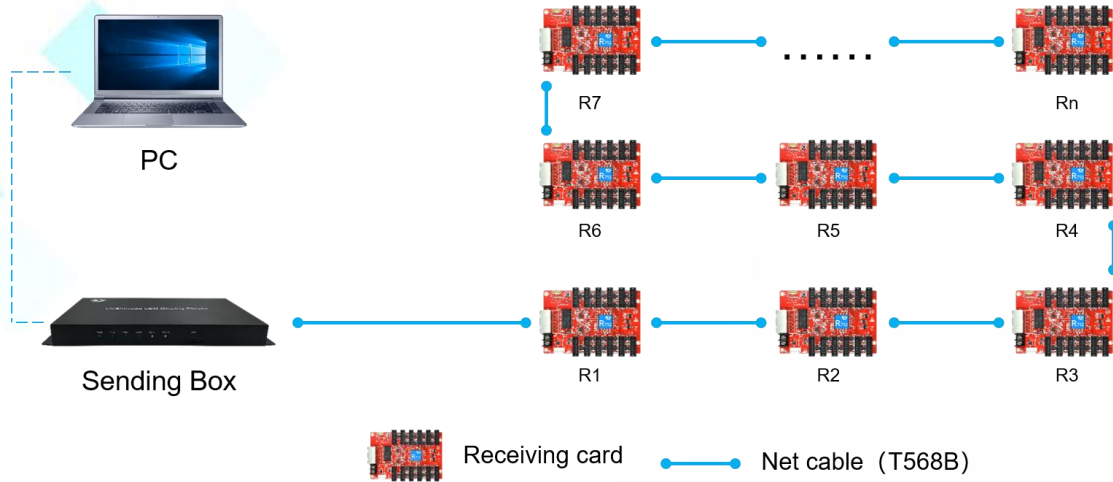 R7
......
Rn
PC
R6
R5
R4
R1
R2
R3
Sending Box
Receiving card
Net cable（T568B）